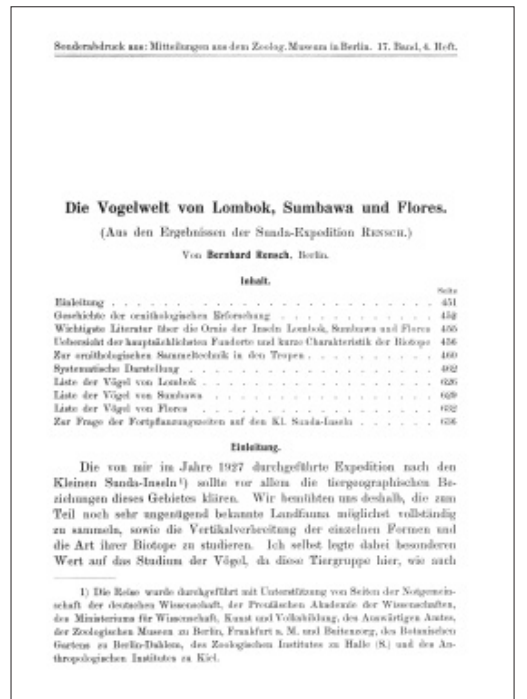 Sonderabdruck aus: Mitteilungen aus dem Zoolog. Museum in Berlin. 17. Band, 4. Heft.
Die Vogelwelt von Lombok, Sumbawa und Flores.
(Aus den Ergebnissen der Sunda-Expedition RENSCH.)
Von Bernhard Rensch, Berlin.
Inhalt.
Seite
Einleitung . . . 451
Geschichte der ornithologischen Erforschung . . . 452
Wichtigste Literatur über die Ornis der Inseln Lombok, Sumbawa und Flores 455
Uebersicht der hauptsächlichsten Fundorte und kurze Charakteristik der Biotope 456
Zur ornithologischen Sammeltechnik in den Tropen . . . 460
Systematische Darstellung . . . 462
Liste der Vögel von Lombok . . . 626
Liste der Vögel von Sumbawa . . . 629
Liste der Vögel von Flores . . . 632
Zur Frage der Fortpflanzungszeiten auf den Kl. Sunda-Inseln . . . 636
Einleitung.
Die von mir im Jahre 1927 durchgeführte Expedition nach den
Kleinen Sunda-Inseln¹) sollte vor allem die tiergeographischen Be-
ziehungen dieses Gebietes klären. Wir bemühten uns deshalb, die zum
Teil noch sehr ungenügend bekannte Landfauna möglichst vollständig
zu sammeln, sowie die Vertikalverbreitung der einzelnen Formen und
die Art ihrer Biotope zu studieren. Ich selbst legte dabei besonderen
Wert auf das Studium der Vögel, da diese Tiergruppe hier, wie auch
1) Die Reise wurde durchgeführt mit Unterstützung von Seiten der Notgemein-
schaft der deutschen Wissenschaft, der Preußischen Akademie der Wissenschaften,
des Ministeriums für Wissenschaft, Kunst und Volksbildung, des Auswärtigen Amtes,
der Zoologischen Museen zu Berlin, Frankfurt a. M. und Buitenzorg, des Botanischen
Gartens zu Berlin-Dahlem, des Zoologischen Institutes zu Halle (S.) und des An-
thropologischen Institutes zu Kiel.